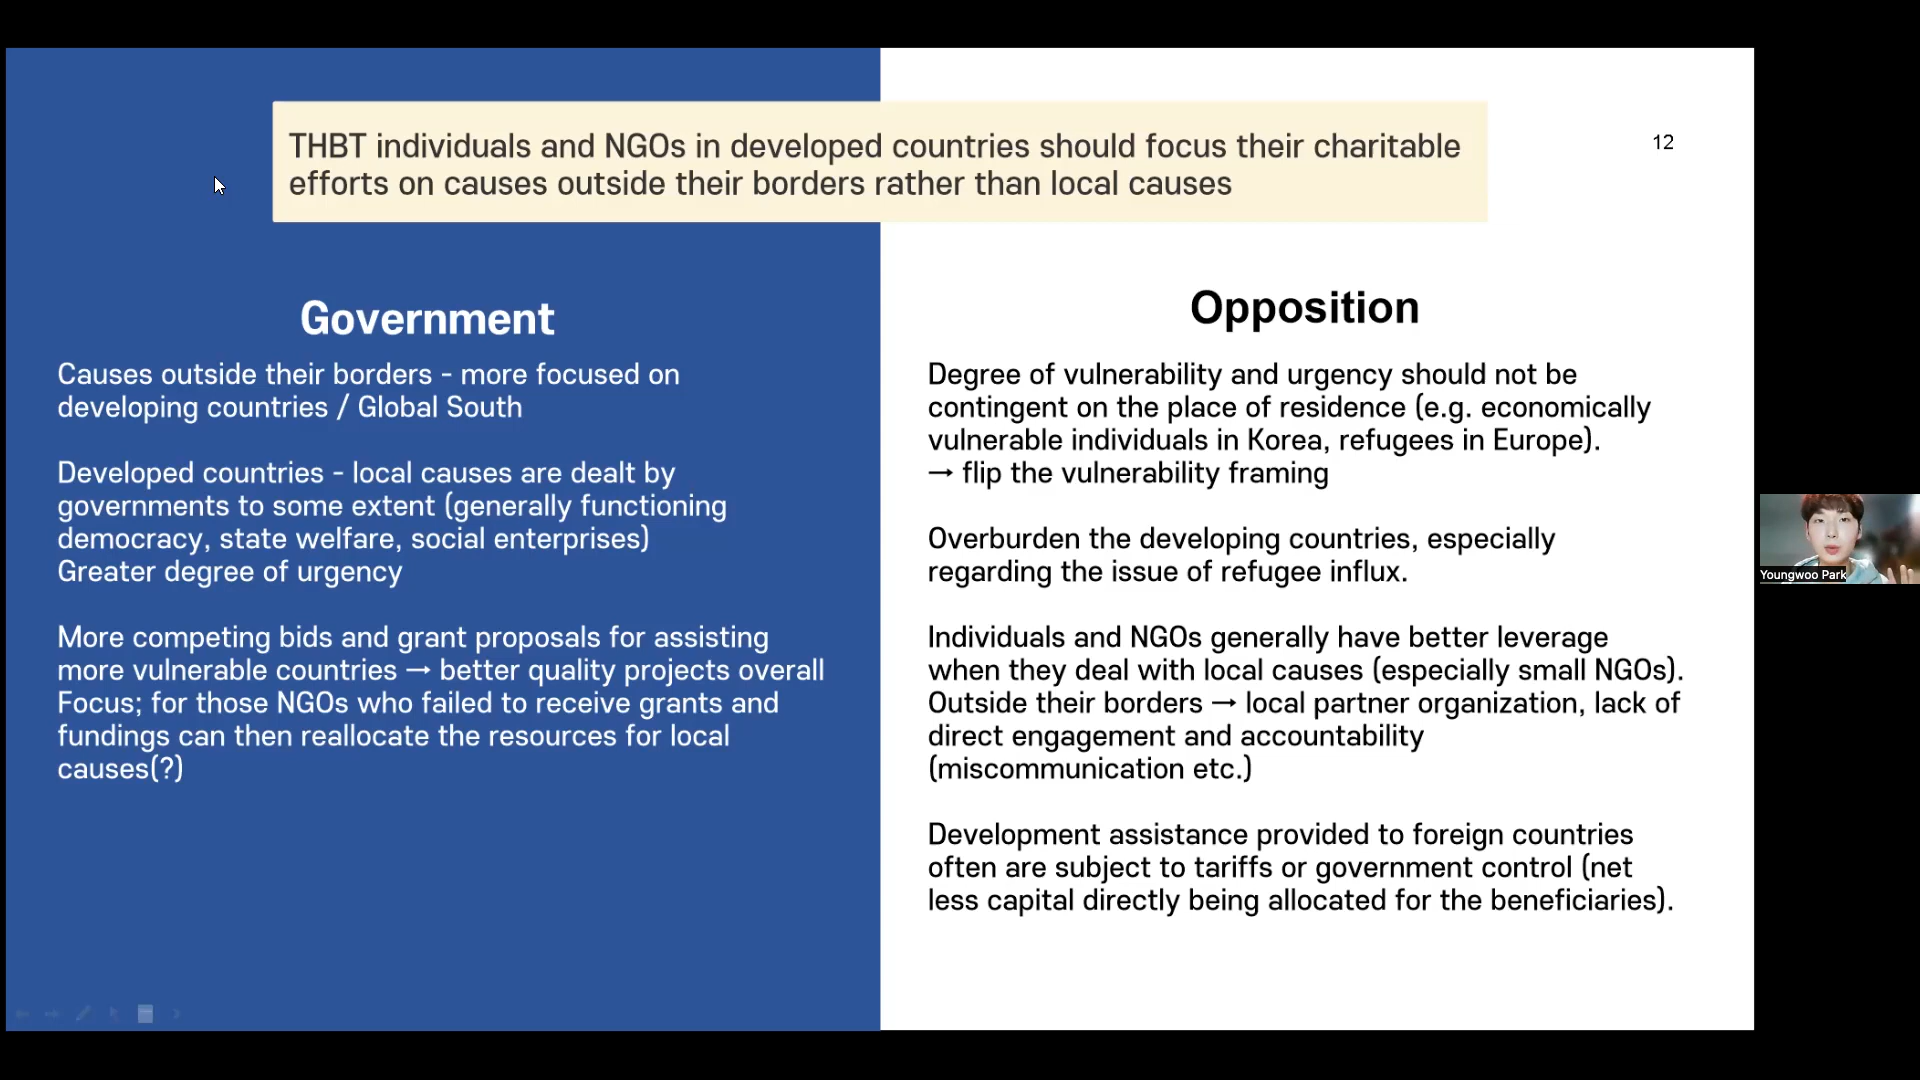 THBT individuals and NGOs in developed countries should focus their charitable
efforts on causes outside their borders rather than local causes
12
Government
Causes outside their borders - more focused on
developing countries / Global South
Developed countries - local causes are dealt by
governments to some extent (generally functioning
democracy, state welfare, social enterprises)
Greater degree of urgency
More competing bids and grant proposals for assisting
more vulnerable countries → better quality projects overall
Focus; for those NGOs who failed to receive grants and
fundings can then reallocate the resources for local
causes(?)
Opposition
Degree of vulnerability and urgency should not be
contingent on the place of residence (e.g. economically
vulnerable individuals in Korea, refugees in Europe).
→ flip the vulnerability framing
Overburden the developing countries, especially
regarding the issue of refugee influx.
Individuals and NGOs generally have better leverage
when they deal with local causes (especially small NGOs).
Outside their borders → local partner organization, lack of
direct engagement and accountability
(miscommunication etc.)
Development assistance provided to foreign countries
often are subject to tariffs or government control (net
less capital directly being allocated for the beneficiaries).
Youngwoo Park